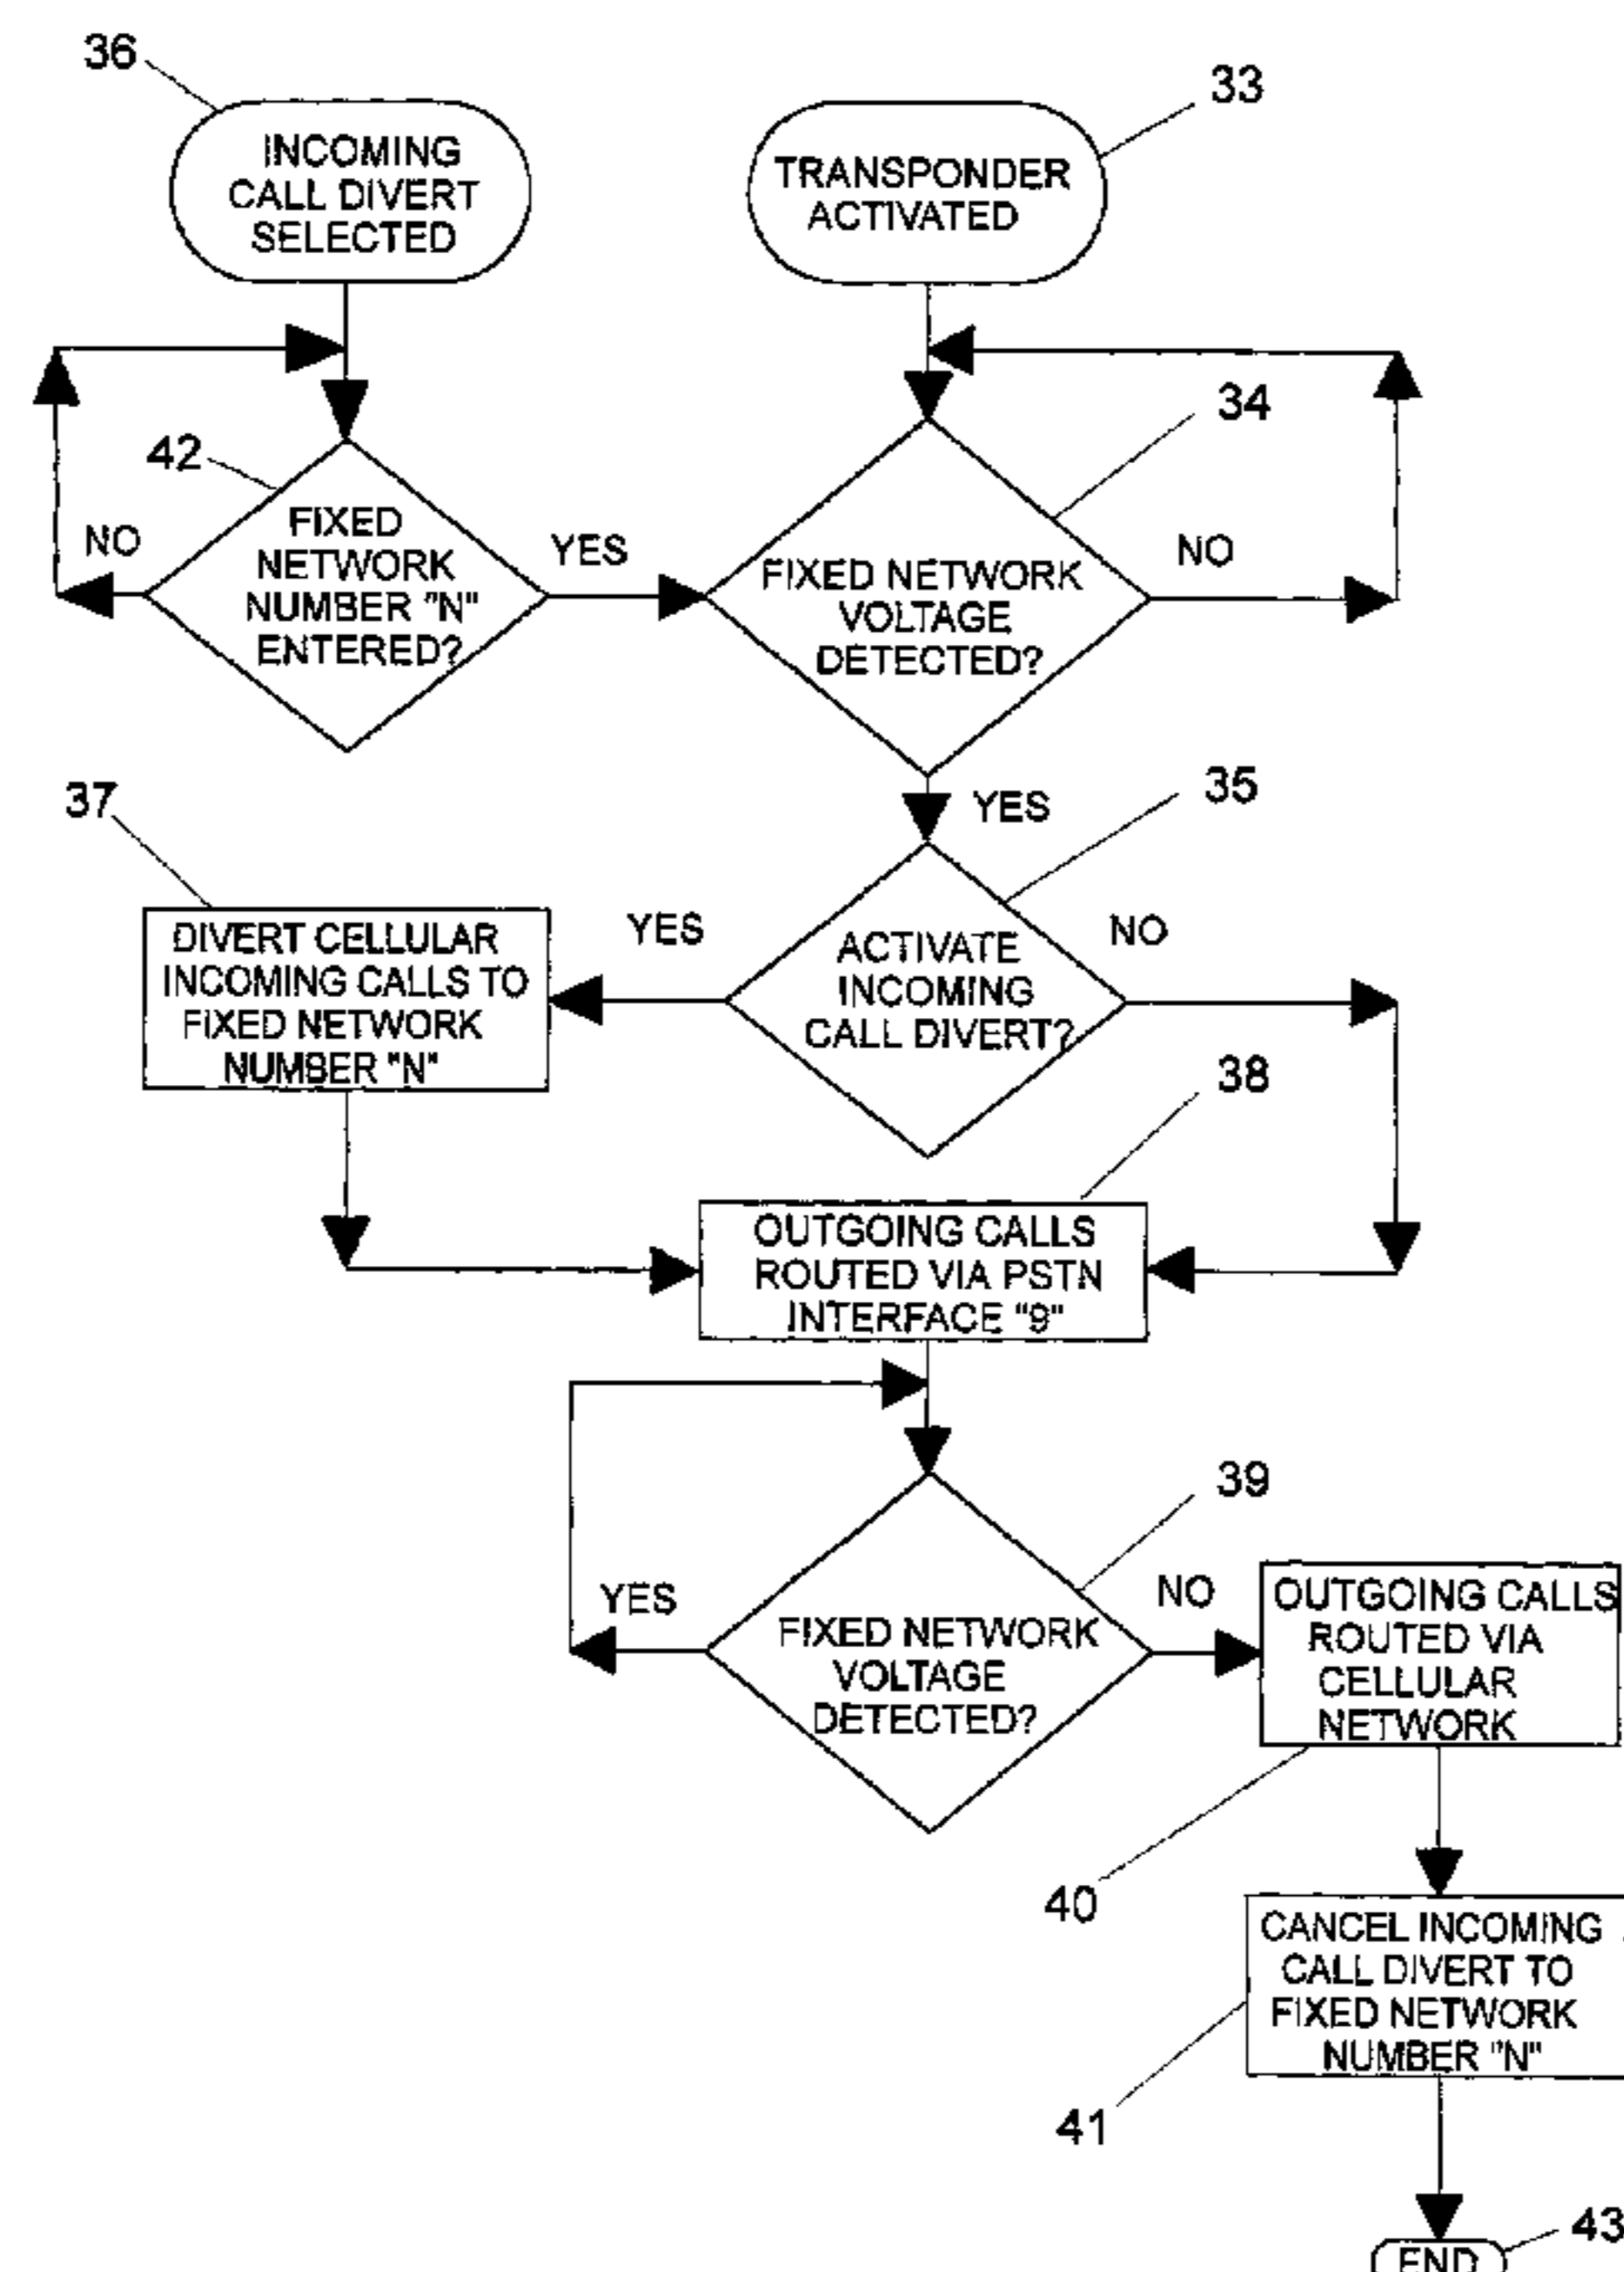 36
INCOMING
CALL DIVERT
SELECTED
33
TRANSPONDER
ACTIVATED
42
FIXED
NETWORK
NUMBER "N"
ENTERED?
NO
YES
34
FIXED NETWORK
VOLTAGE
DETECTED?
NO
YES
35
ACTIVATE
INCOMING
CALL DIVERT?
YES
NO
37
DIVERT CELLULAR
INCOMING CALLS TO
FIXED NETWORK
NUMBER "N"
38
OUTGOING CALLS
ROUTED VIA PSTN
INTERFACE "9"
39
FIXED NETWORK
VOLTAGE
DETECTED?
YES
NO
OUTGOING CALLS
ROUTED VIA
CELLULAR
NETWORK
40
CANCEL INCOMING
CALL DIVERT TO
FIXED NETWORK
NUMBER "N"
41
43
END